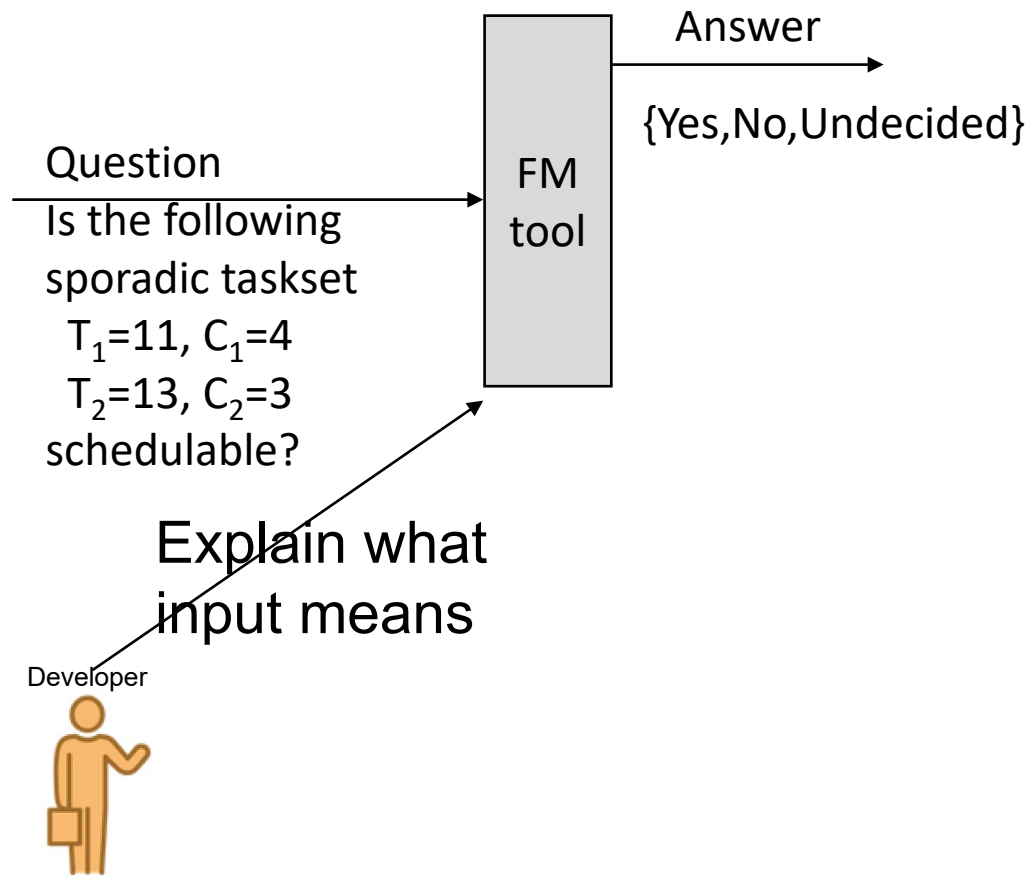 Answer
{Yes,No,Undecided}
Question
FM
tool
Is the following
sporadic taskset
T₁=11, C₁=4
T₂=13, C₂=3
schedulable?
Explain what
input means
Developer